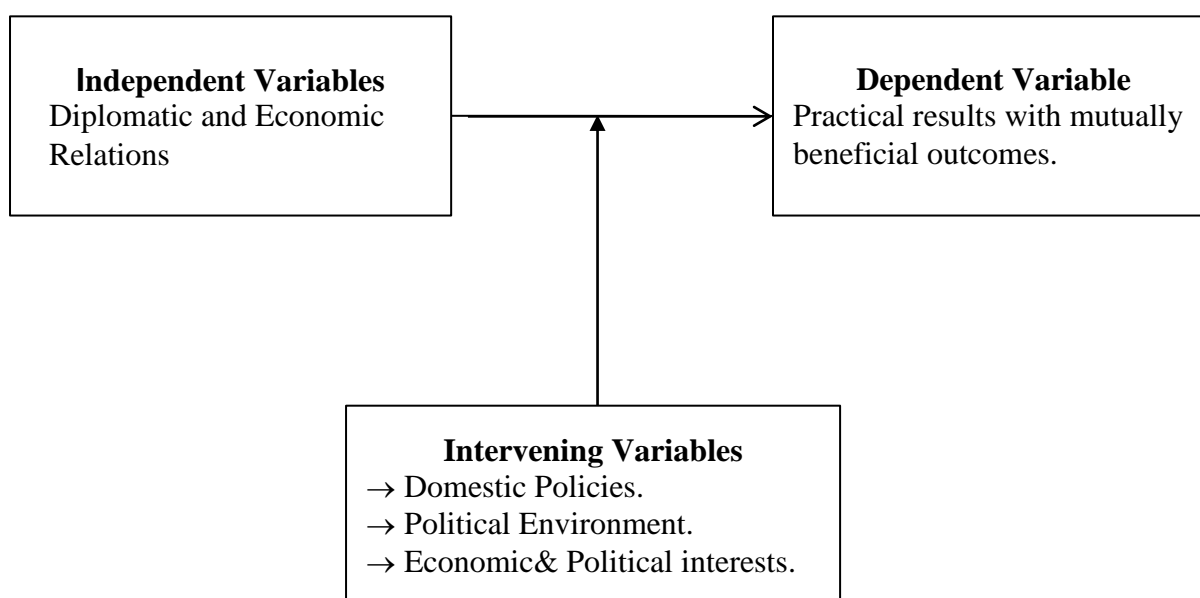 Independent Variables
Diplomatic and Economic
Relations
Dependent Variable
Practical results with mutually
beneficial outcomes.
Intervening Variables
→ Domestic Policies.
→ Political Environment.
→ Economic& Political interests.